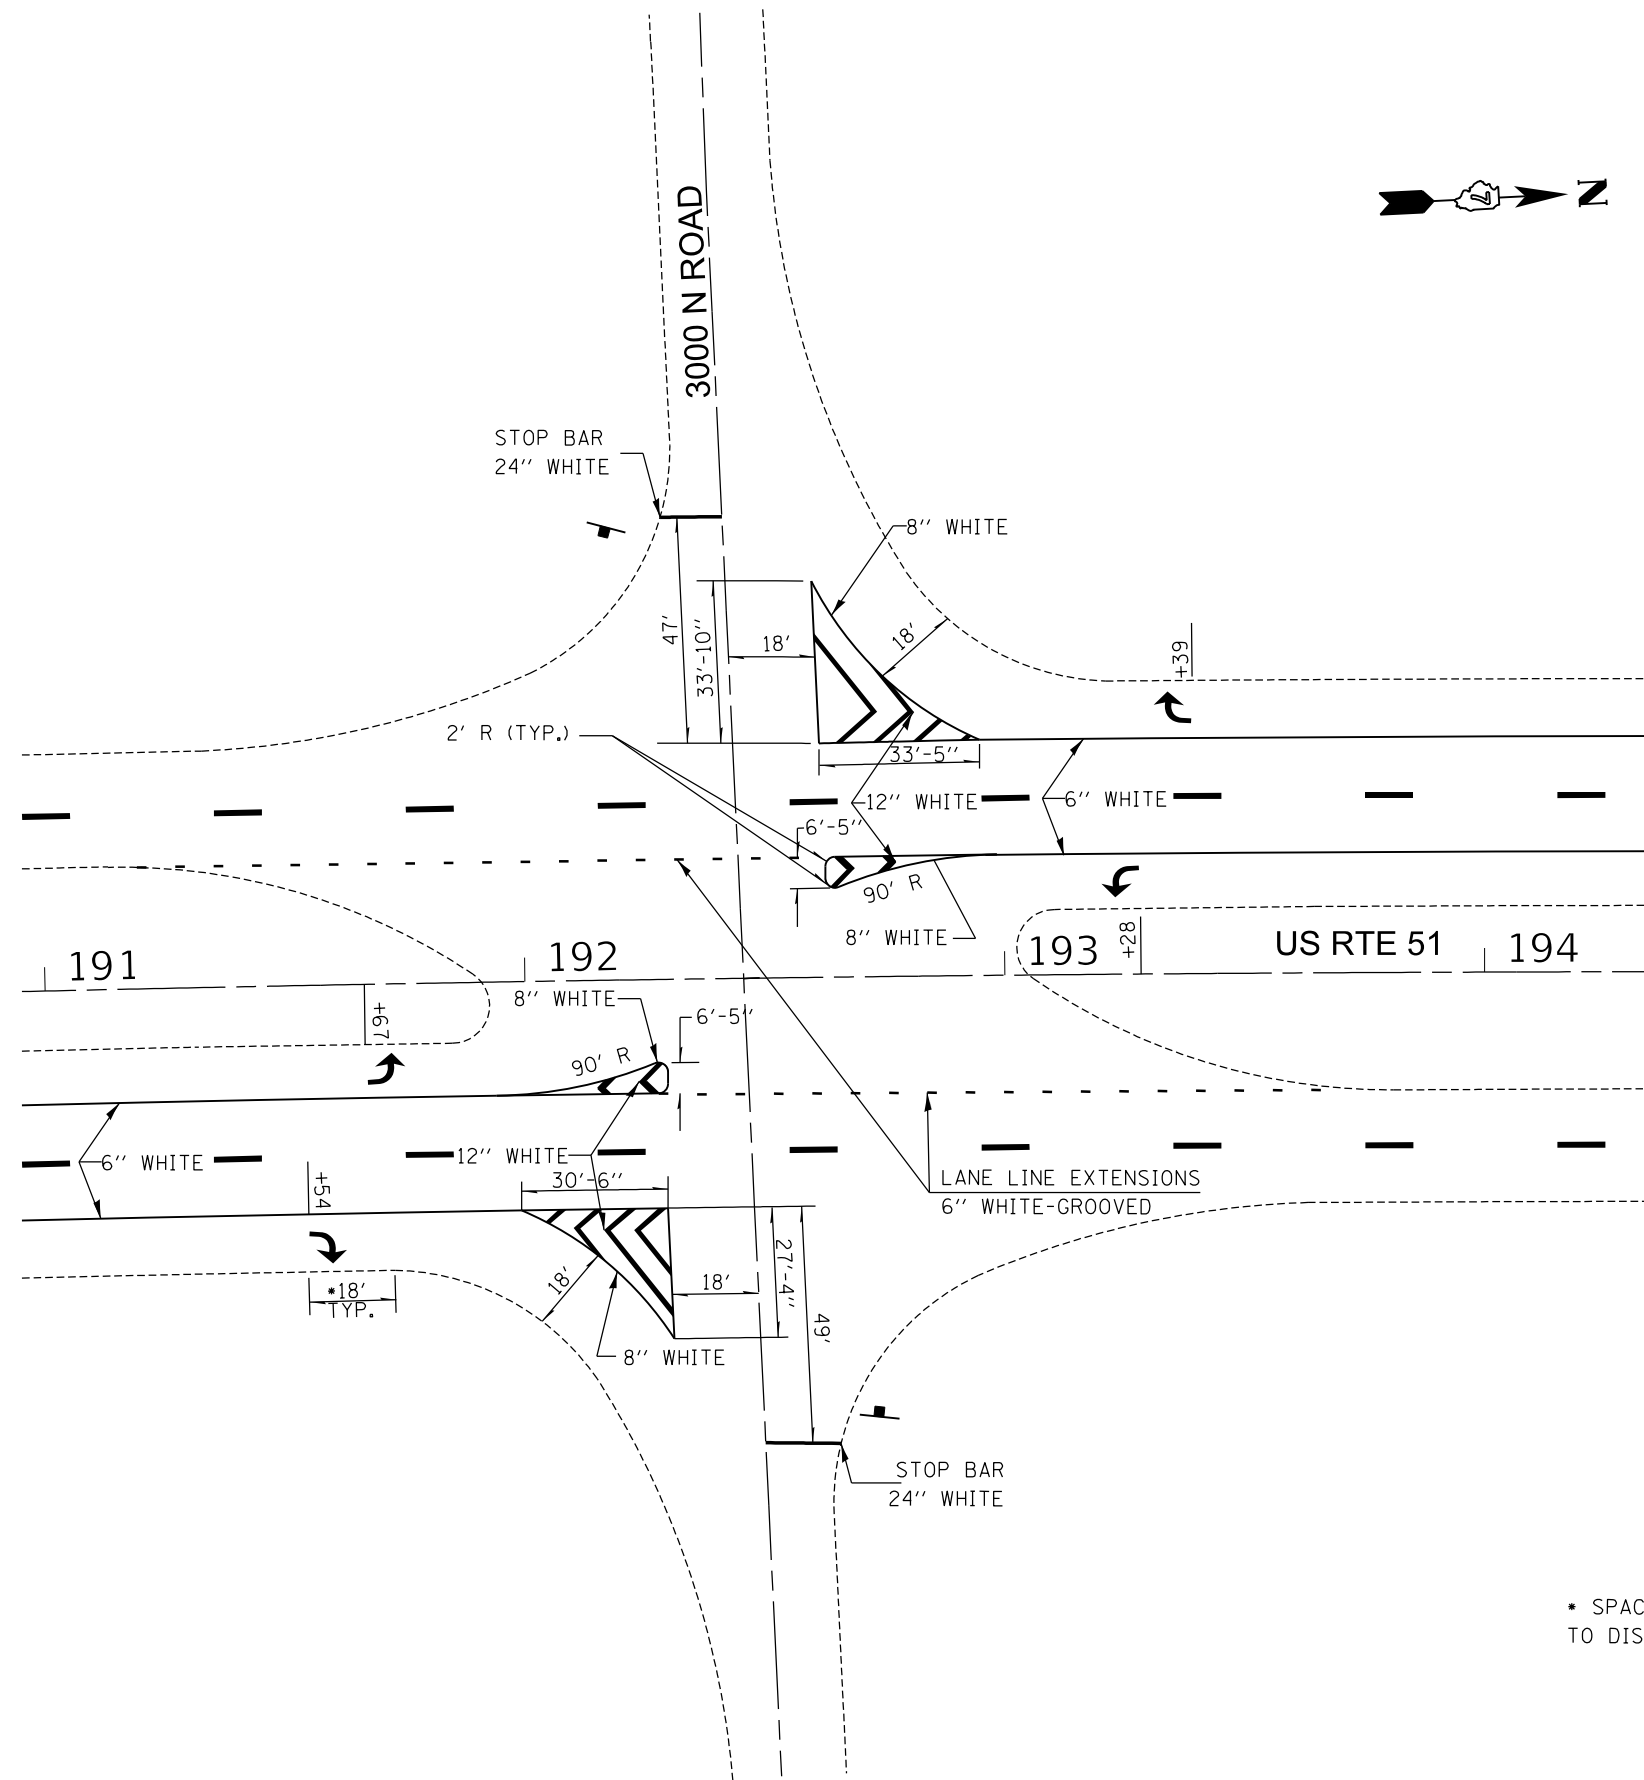 3000 N ROAD
N
STOP BAR
24'' WHITE
8'' WHITE
47'
33'-10''
18'
18'
+39
2' R (TYP.)
33'-5''
12'' WHITE
6'' WHITE
6'-5''
90' R
8'' WHITE
191
192
193
+28
US RTE 51
194
+67
8'' WHITE
6'-5''
90' R
6'' WHITE
12'' WHITE
+54
30'-6''
LANE LINE EXTENSIONS
6'' WHITE-GROOVED
*18'
TYP.
18'
18'
27'-4''
49'
8'' WHITE
STOP BAR
24'' WHITE
* SPAC
TO DIS